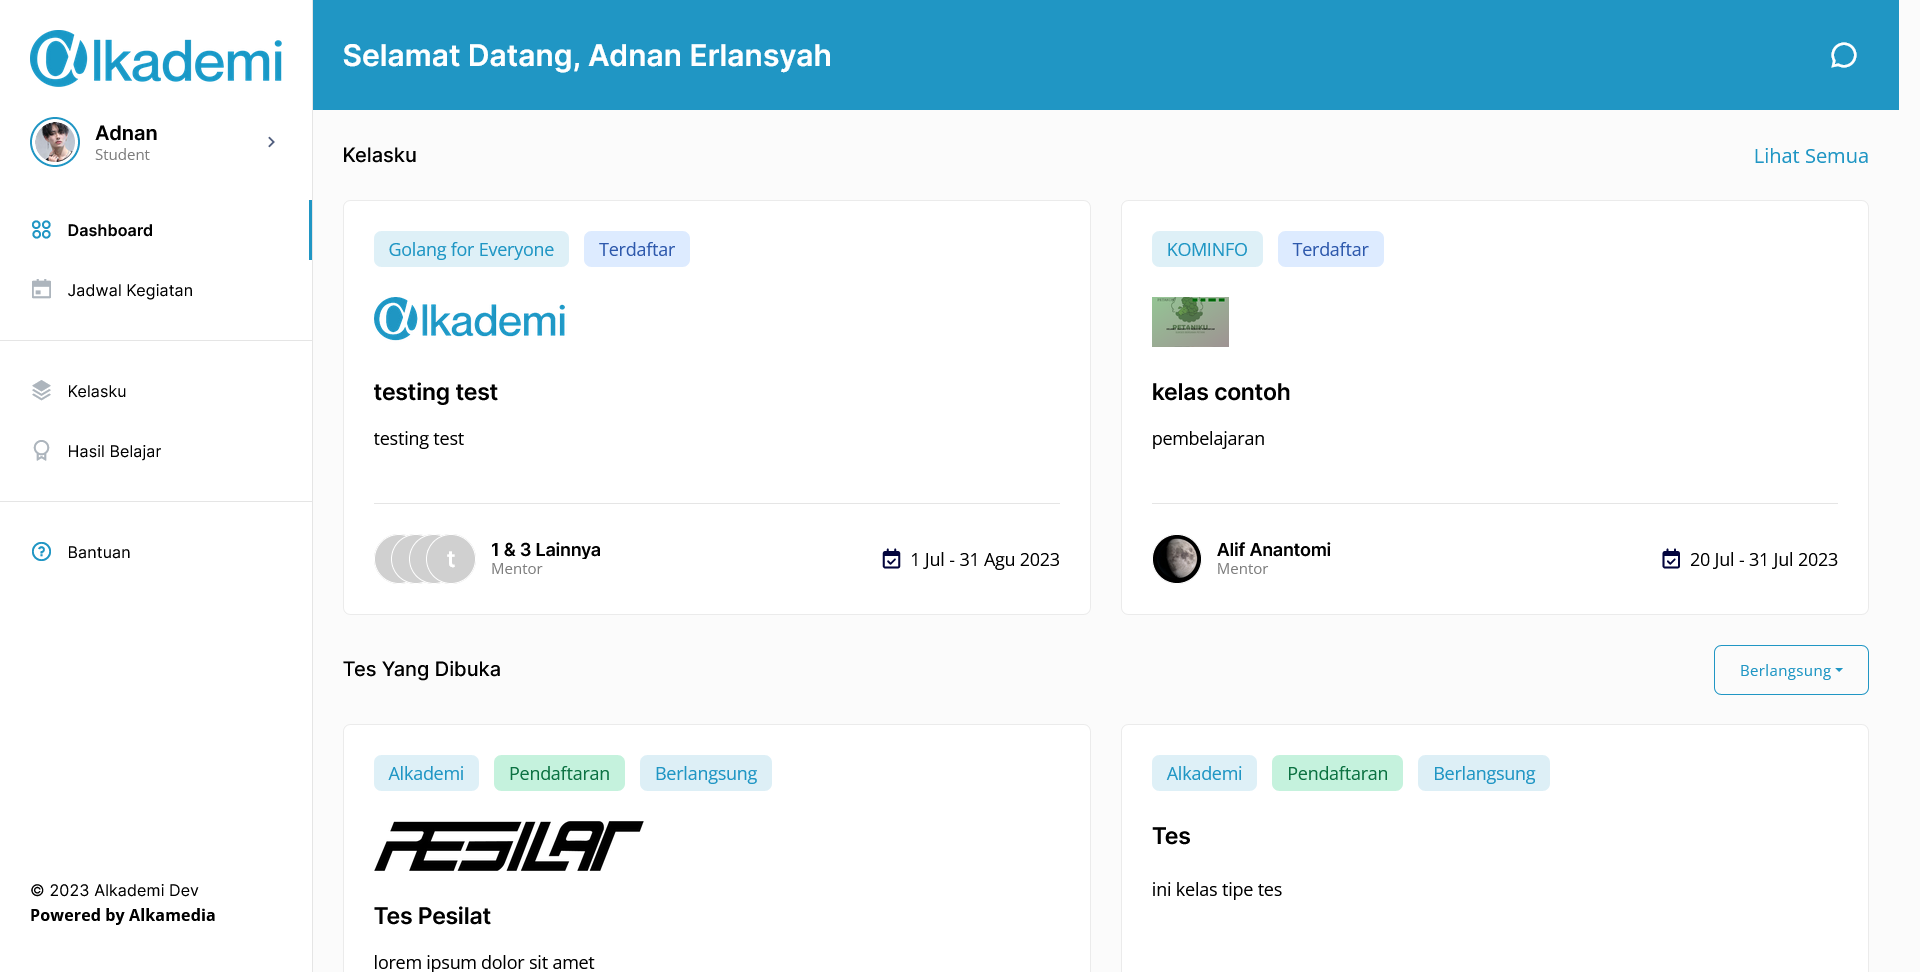 Alkademi
Selamat Datang, Adnan Erlansyah
Adnan
Student
Dashboard
Jadwal Kegiatan
Kelasku
Hasil Belajar
Bantuan
© 2023 Alkademi Dev
Powered by Alkamedia
Kelasku
Lihat Semua
Golang for Everyone
Terdaftar
Alkademi
testing test
testing test
t
1 & 3 Lainnya
Mentor
1 Jul - 31 Agu 2023
KOMINFO
Terdaftar
PETANIKU
kelas contoh
pembelajaran
Alif Anantomi
Mentor
20 Jul - 31 Jul 2023
Tes Yang Dibuka
Berlangsung
Alkademi
Pendaftaran
Berlangsung
PESILAT
Tes Pesilat
lorem ipsum dolor sit amet
Alkademi
Pendaftaran
Berlangsung
Tes
ini kelas tipe tes